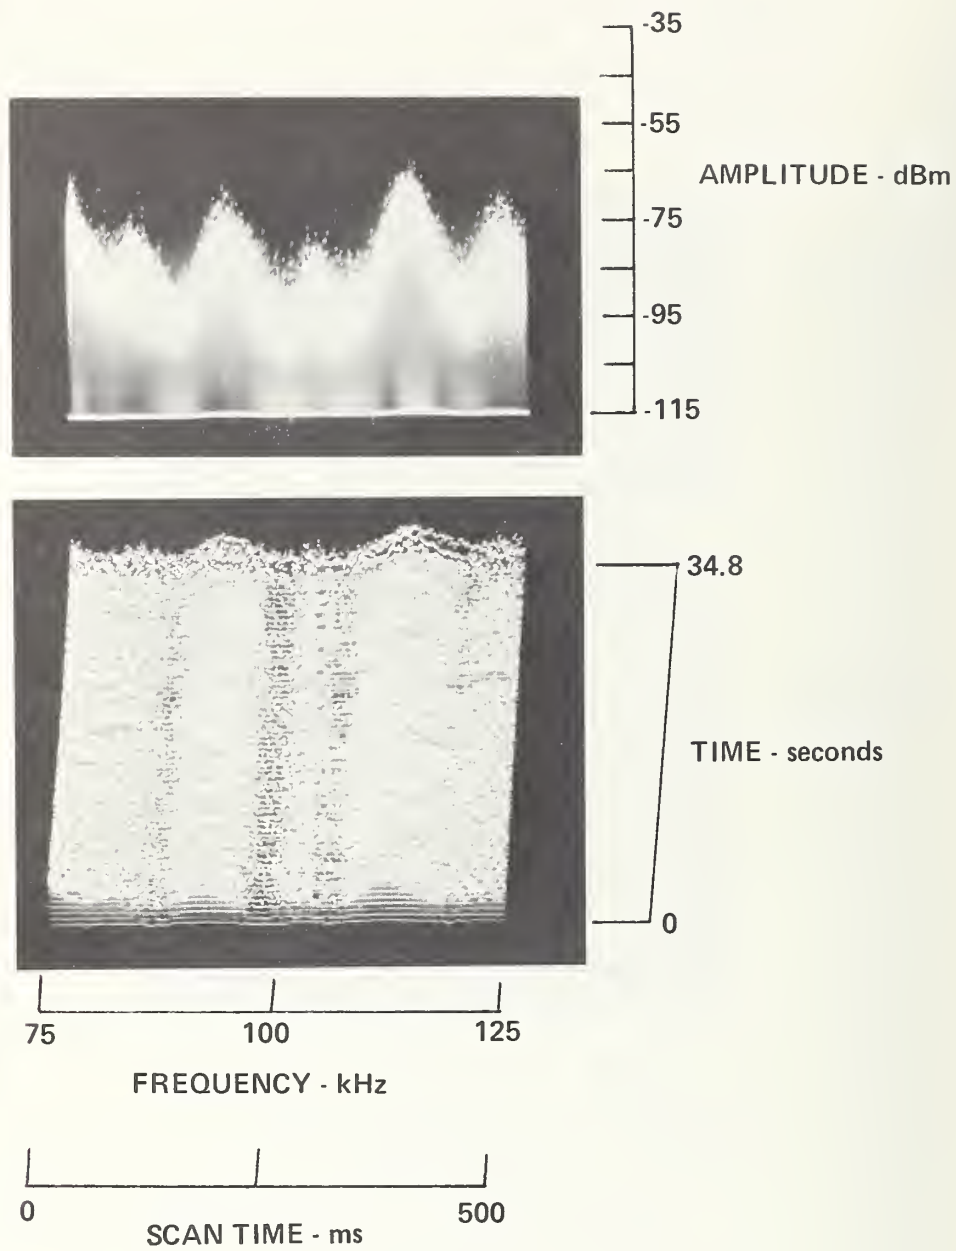 -35
-55
AMPLITUDE - dBm
-75
-95
-115
34.8
TIME - seconds
0
75 100 125
FREQUENCY - kHz
0 500
SCAN TIME - ms